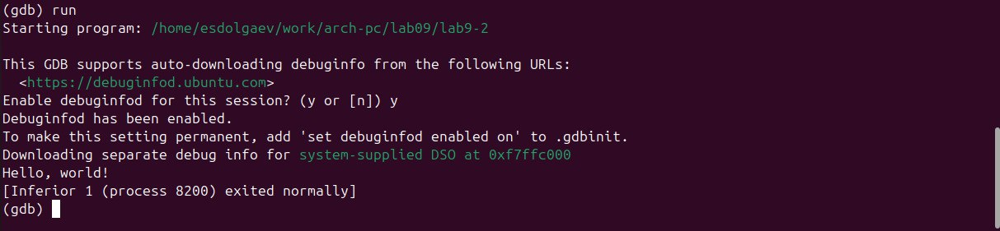 (gdb) run
Starting program: /home/esdolgaev/work/arch-pc/lab09/lab9-2

This GDB supports auto-downloading debuginfo from the following URLs:
  <https://debuginfod.ubuntu.com>
Enable debuginfod for this session? (y or [n]) y
Debuginfod has been enabled.
To make this setting permanent, add 'set debuginfod enabled on' to .gdbinit.
Downloading separate debug info for system-supplied DSO at 0xf7ffc000
Hello, world!
[Inferior 1 (process 8200) exited normally]
(gdb)